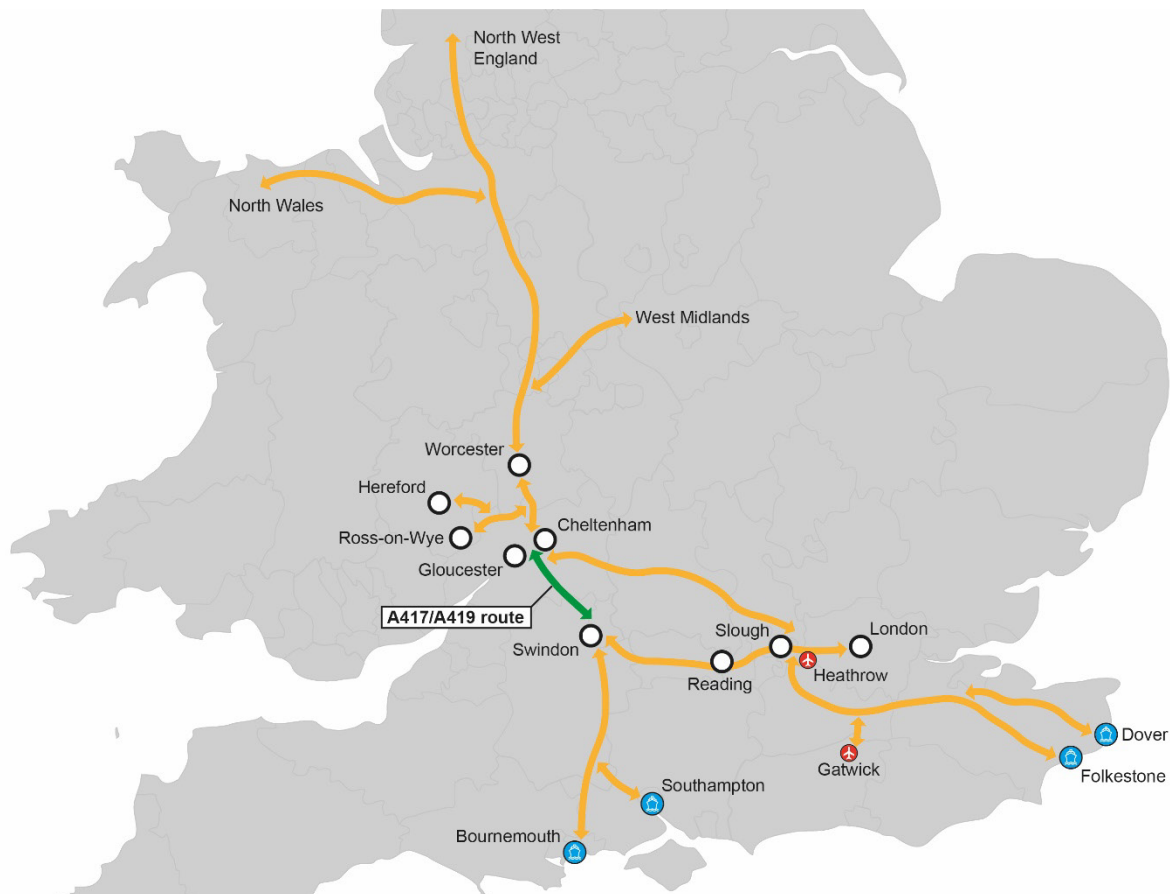 North West
England
North Wales
West Midlands
Worcester
Hereford
Ross-on-Wye
Cheltenham
Gloucester
A417/A419 route
Swindon
Slough
London
Reading
Heathrow
Gatwick
Dover
Folkestone
Southampton
Bournemouth